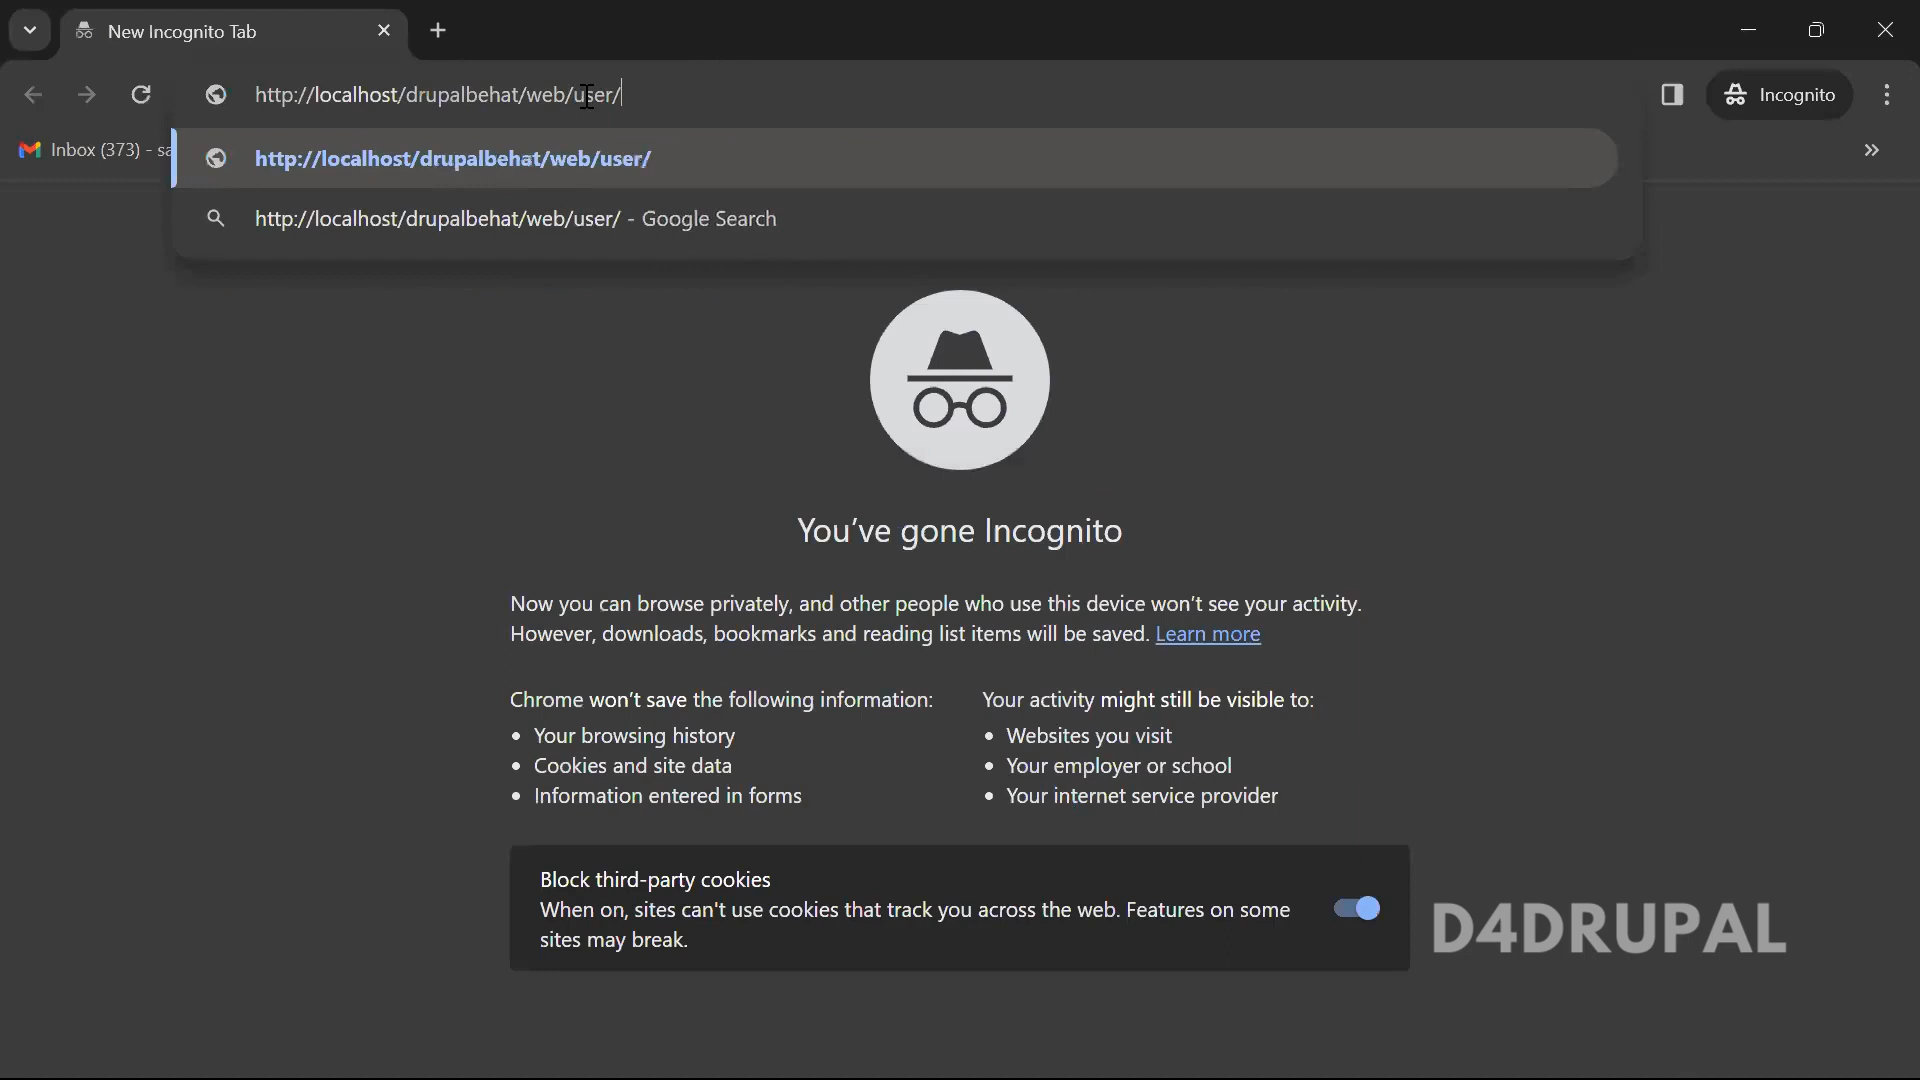 New Incognito Tab
http://localhost/drupalbehat/web/user/
Incognito
Inbox (373) - sa
http://localhost/drupalbehat/web/user/
http://localhost/drupalbehat/web/user/ - Google Search
You've gone Incognito
Now you can browse privately, and other people who use this device won't see your activity.
However, downloads, bookmarks and reading list items will be saved. Learn more
Chrome won't save the following information:
• Your browsing history
• Cookies and site data
• Information entered in forms
Your activity might still be visible to:
• Websites you visit
• Your employer or school
• Your internet service provider
Block third-party cookies
When on, sites can't use cookies that track you across the web. Features on some
sites may break.
D4DRUPAL